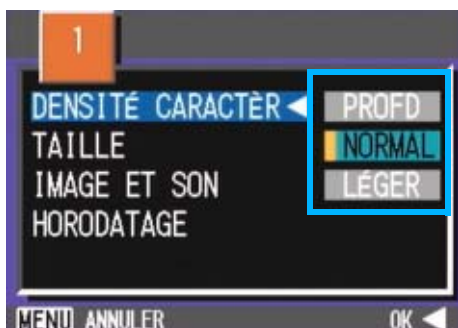 1
DENSITÉ CARACTÈR PROFD
TAILLE NORMAL
IMAGE ET SON LÉGER
HORODATAGE
MENU ANNULER OK